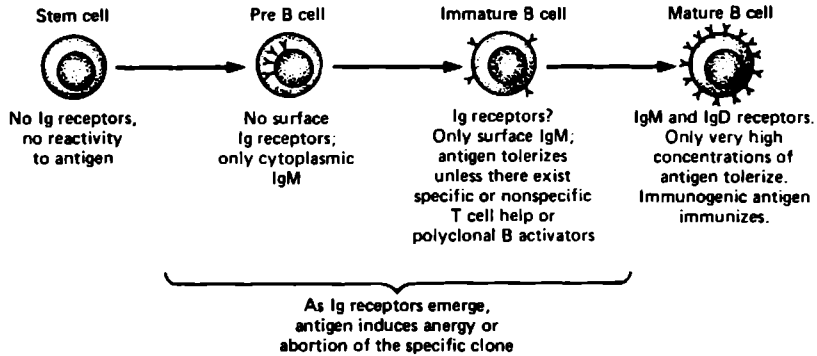 Stem cell
No Ig receptors,
no reactivity
to antigen
Pre B cell
No surface
Ig receptors;
only cytoplasmic
IgM
Immature B cell
Ig receptors?
Only surface IgM;
antigen tolerizes
unless there exist
specific or nonspecific
T cell help or
polyclonal B activators
Mature B cell
IgM and IgD receptors.
Only very high
concentrations of
antigen tolerize.
Immunogenic antigen
immunizes.
As Ig receptors emerge,
antigen induces anergy or
abortion of the specific clone